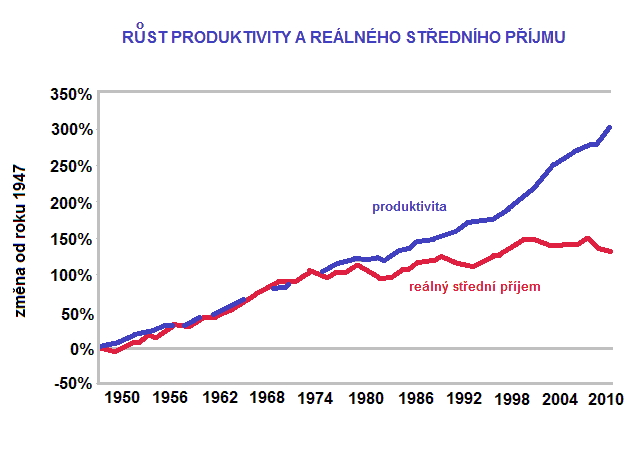 RŮST PRODUKTIVITY A REÁLNÉHO STŘEDNÍHO PŘÍJMU
350%
300%
250%
200%
150%
100%
50%
0%
-50%
změna od roku 1947
produktivita
reálný střední příjem
1950 1956 1962 1968 1974 1980 1986 1992 1998 2004 2010